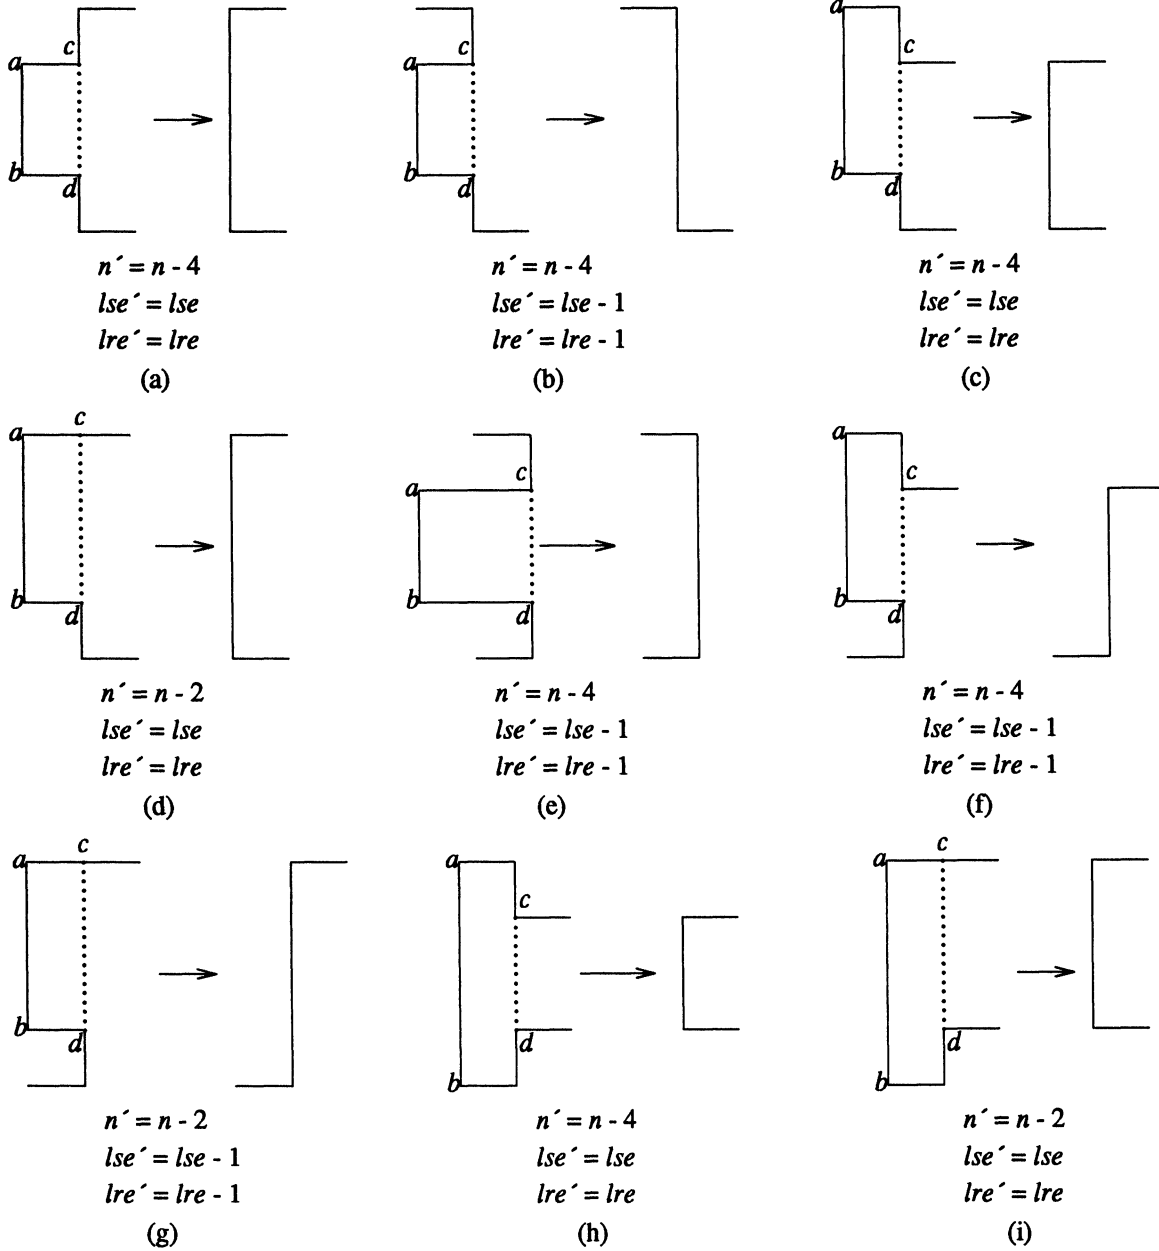 c
a
b
d
n´ = n - 4
lse´ = lse
lre´ = lre
(a)
c
a
b
d
n´ = n - 4
lse´ = lse - 1
lre´ = lre - 1
(b)
a
c
b
d
n´ = n - 4
lse´ = lse
lre´ = lre
(c)
c
a
b
d
n´ = n - 2
lse´ = lse
lre´ = lre
(d)
c
a
b
d
n´ = n - 4
lse´ = lse - 1
lre´ = lre - 1
(e)
a
c
b
d
n´ = n - 4
lse´ = lse - 1
lre´ = lre - 1
(f)
c
a
b
d
n´ = n - 2
lse´ = lse - 1
lre´ = lre - 1
(g)
a
c
d
b
n´ = n - 4
lse´ = lse
lre´ = lre
(h)
c
a
d
b
n´ = n - 2
lse´ = lse
lre´ = lre
(i)